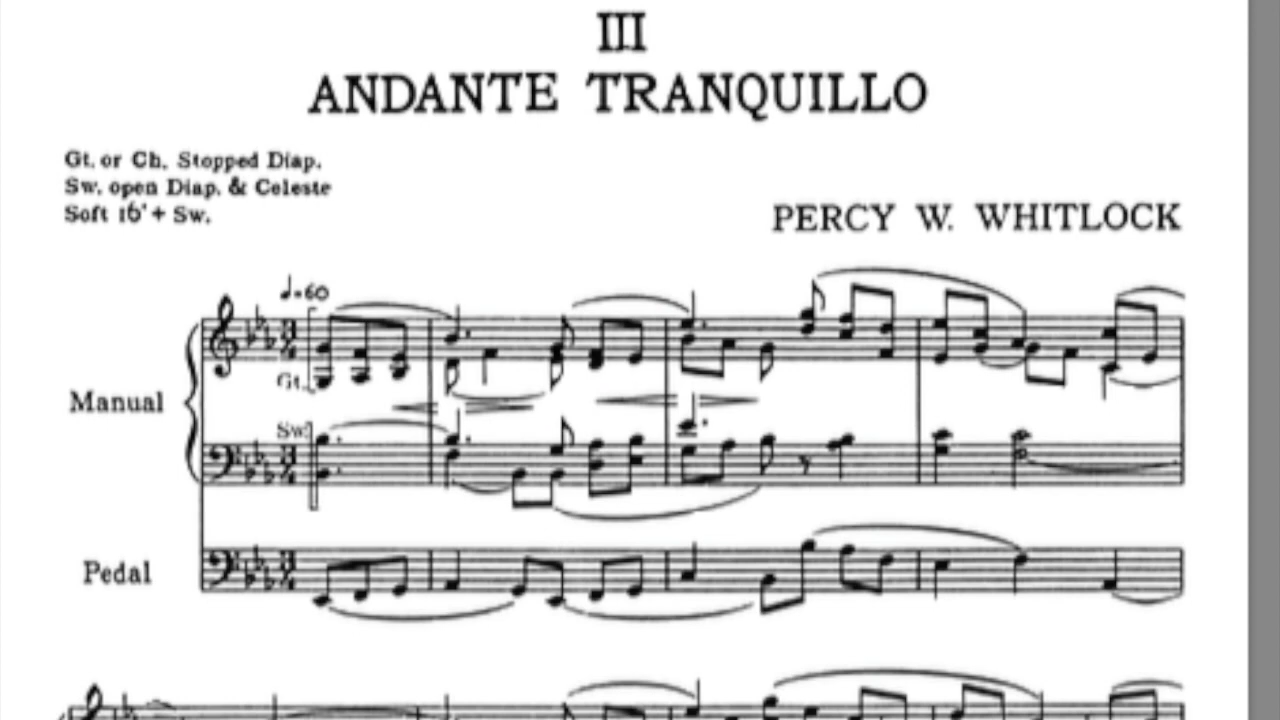 III
ANDANTE TRANQUILLO
Gt. or Ch. Stopped Diap.
Sw. open Diap. & Celeste
Soft 16' + Sw.
PERCY W. WHITLOCK
♩.=60
Gt.
Manual
Sw.
Pedal